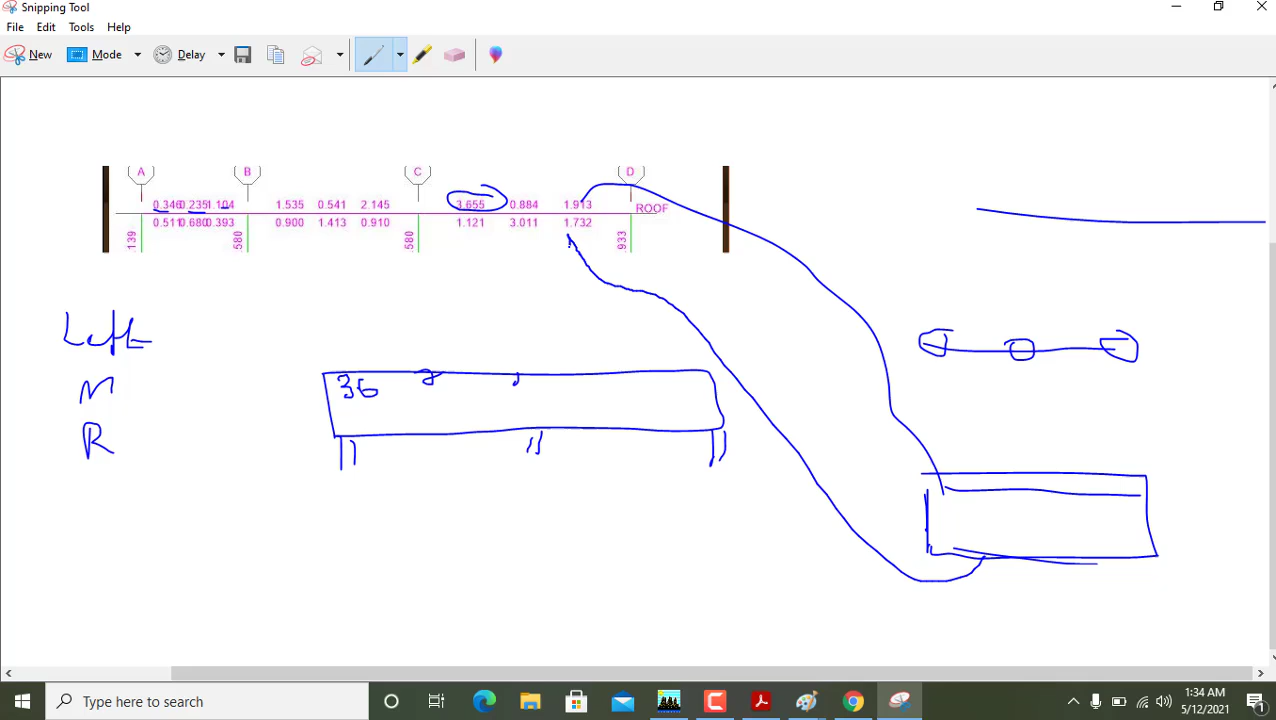 Snipping Tool
File Edit Tools Help
New Mode Delay
A B C D
0.346 0.235 1.104 1.535 0.541 2.145 3.655 0.884 1.913
ROOF
0.511 0.680 0.393 0.900 1.413 0.910 1.121 3.011 1.732
.139 .580 .580 .933
Left
M
R
36
Type here to search
1:34 AM
5/12/2021
1